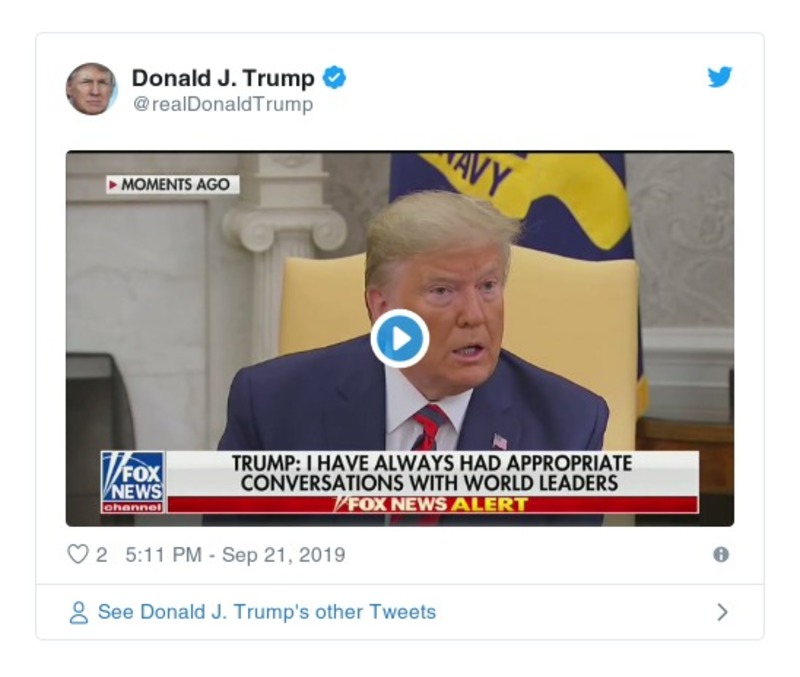 Donald J. Trump
@realDonaldTrump
NAVY
MOMENTS AGO
FOX
NEWS
channel
TRUMP: I HAVE ALWAYS HAD APPROPRIATE
CONVERSATIONS WITH WORLD LEADERS
FOX NEWS ALERT
2 5:11 PM - Sep 21, 2019
See Donald J. Trump's other Tweets